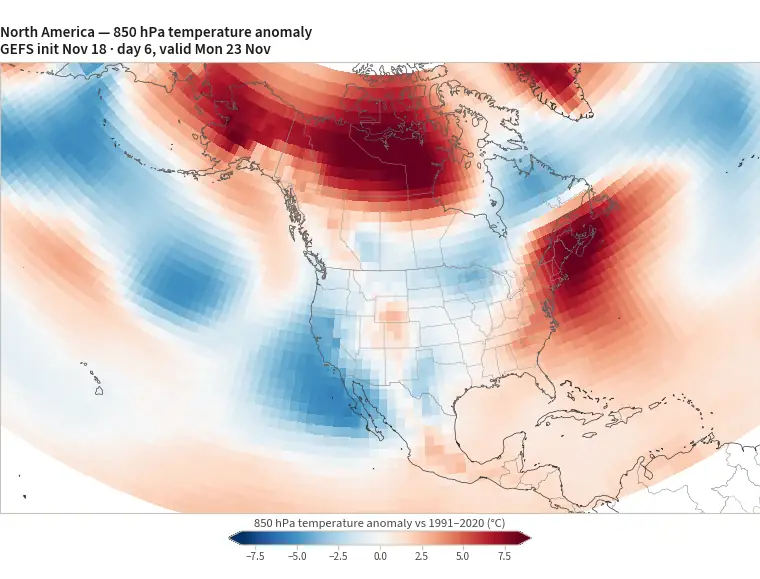 North America — 850 hPa temperature anomaly
GEFS init Nov 18 · day 6, valid Mon 23 Nov
850 hPa temperature anomaly vs 1991–2020 (°C)
−7.5 −5.0 −2.5 0.0 2.5 5.0 7.5